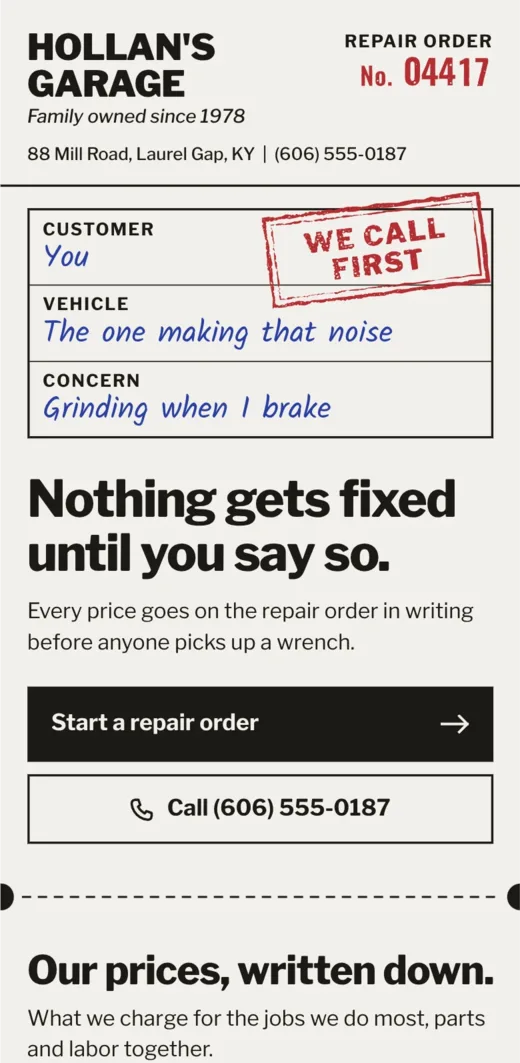 HOLLAN'S
GARAGE
Family owned since 1978
88 Mill Road, Laurel Gap, KY | (606) 555-0187
REPAIR ORDER
No. 04417
WE CALL
FIRST
CUSTOMER
You
VEHICLE
The one making that noise
CONCERN
Grinding when I brake
Nothing gets fixed
until you say so.
Every price goes on the repair order in writing
before anyone picks up a wrench.
Start a repair order
Call (606) 555-0187
Our prices, written down.
What we charge for the jobs we do most, parts
and labor together.